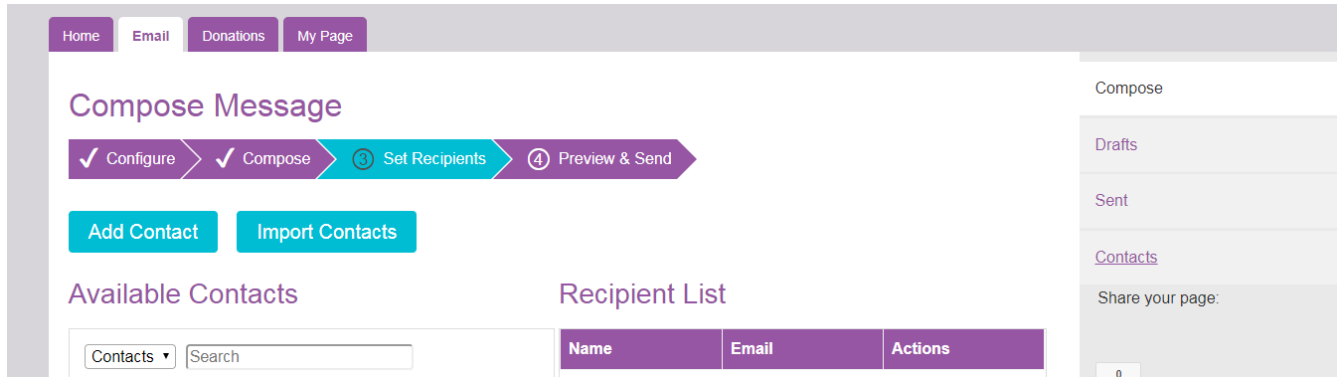 Home Email Donations My Page
Compose Message
Configure Compose 3 Set Recipients 4 Preview & Send
Add Contact Import Contacts
Available Contacts
Contacts Search
Recipient List
Name Email Actions
Compose
Drafts
Sent
Contacts
Share your page:
0